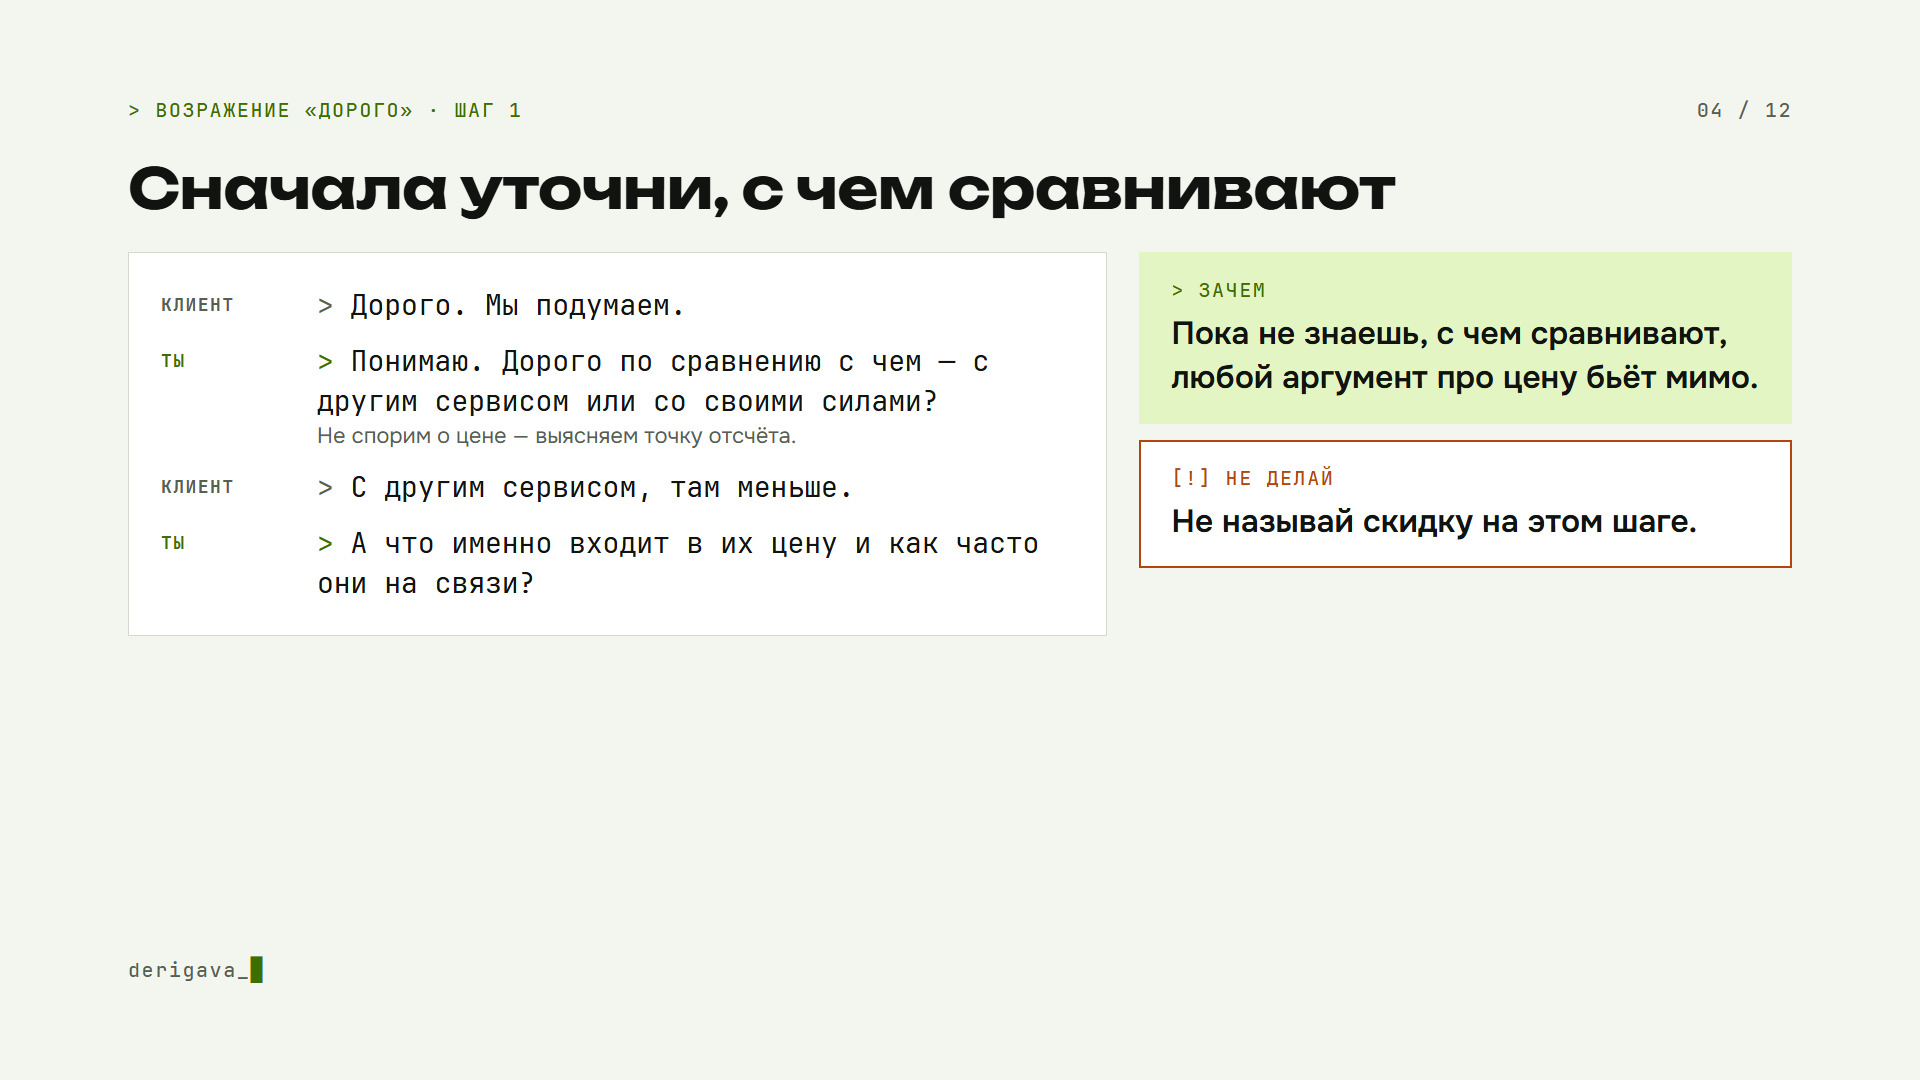 > ВОЗРАЖЕНИЕ «ДОРОГО» · ШАГ 1
04 / 12
Сначала уточни, с чем сравнивают
КЛИЕНТ
> Дорого. Мы подумаем.
ТЫ
> Понимаю. Дорого по сравнению с чем — с
другим сервисом или со своими силами?
Не спорим о цене — выясняем точку отсчёта.
КЛИЕНТ
> С другим сервисом, там меньше.
ТЫ
> А что именно входит в их цену и как часто
они на связи?
> ЗАЧЕМ
Пока не знаешь, с чем сравнивают,
любой аргумент про цену бьёт мимо.
[!] НЕ ДЕЛАЙ
Не называй скидку на этом шаге.
derigava_